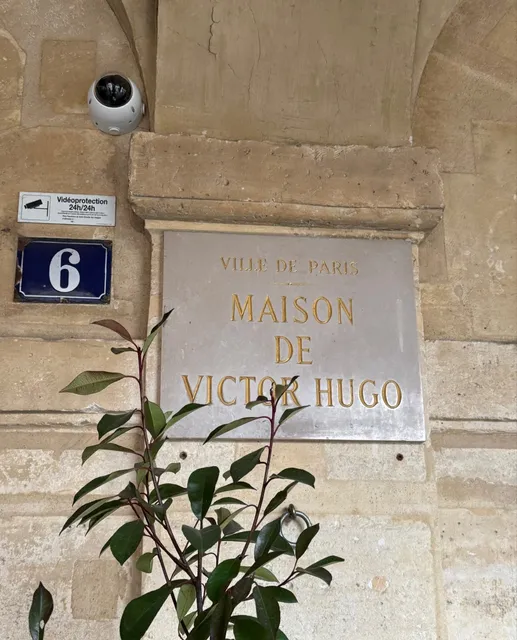 Vidéoprotection
24h/24h
6
VILLE DE PARIS
MAISON
DE
VICTOR HUGO